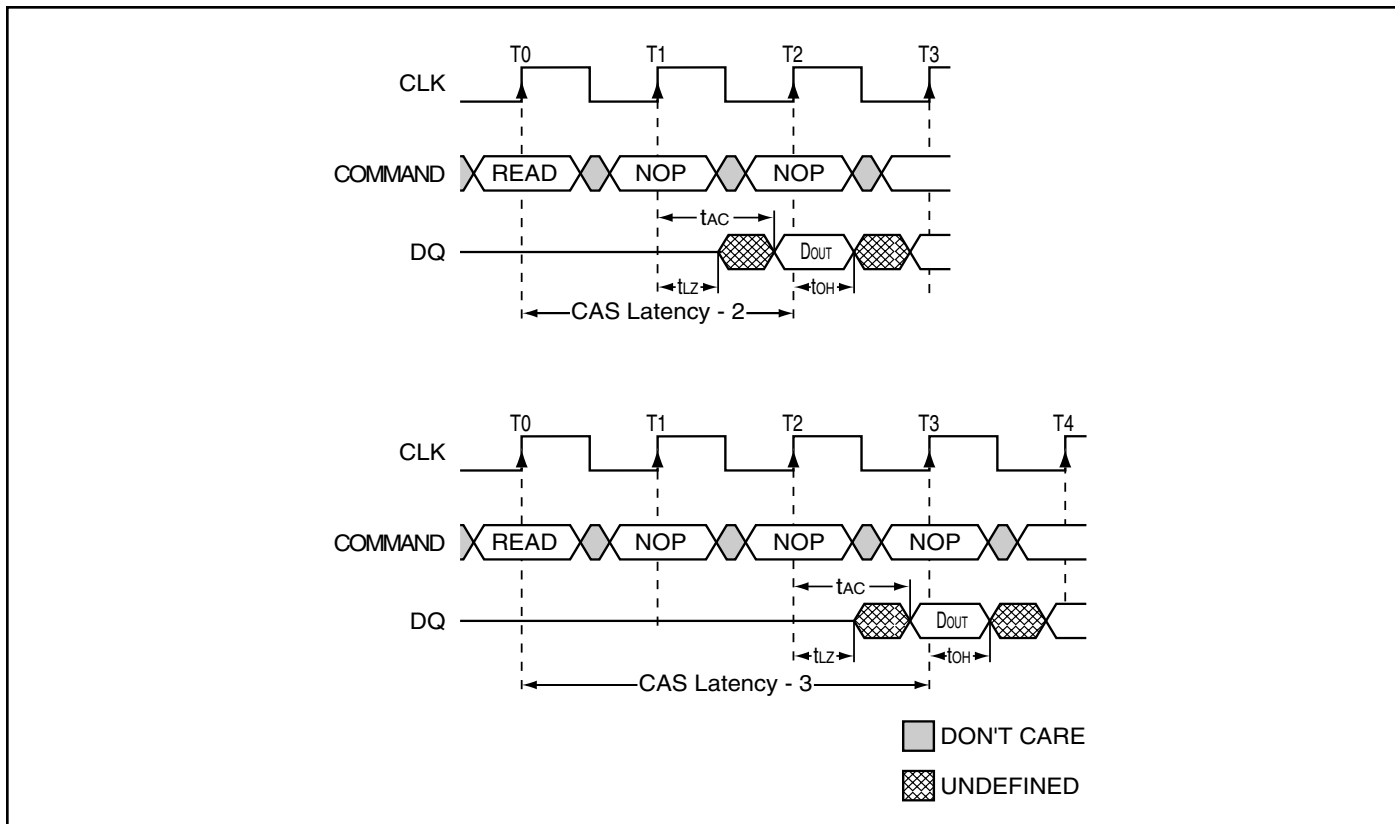 T0 T1 T2 T3
CLK
COMMAND READ NOP NOP
tAC
DQ DOUT
tLZ tOH
CAS Latency - 2
T0 T1 T2 T3 T4
CLK
COMMAND READ NOP NOP NOP
tAC
DQ DOUT
tLZ tOH
CAS Latency - 3
DON'T CARE
UNDEFINED